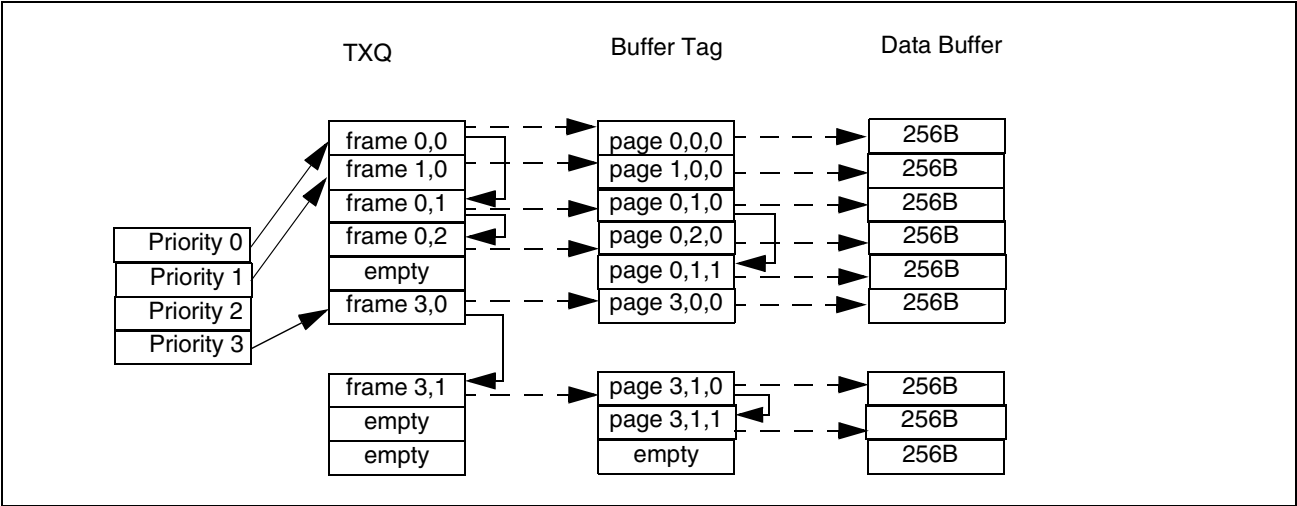 TXQ Buffer Tag Data Buffer
frame 0,0 page 0,0,0 256B
frame 1,0 page 1,0,0 256B
frame 0,1 page 0,1,0 256B
Priority 0 frame 0,2 page 0,2,0 256B
Priority 1 empty page 0,1,1 256B
Priority 2 frame 3,0 page 3,0,0 256B
Priority 3
frame 3,1 page 3,1,0 256B
empty page 3,1,1 256B
empty empty 256B